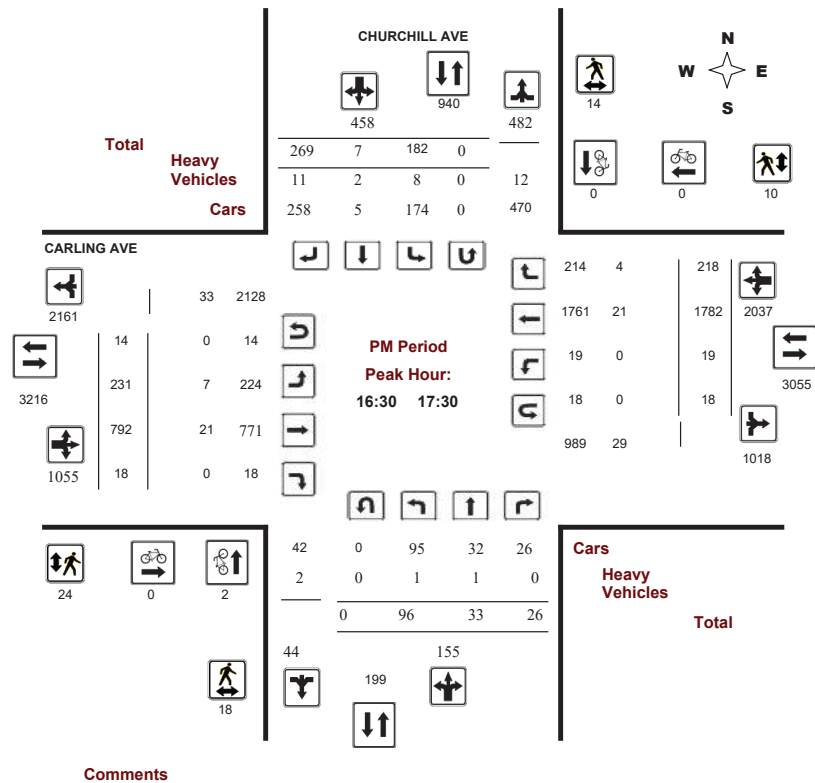 CHURCHILL AVE
N
W E
S
940
14
458 482
Total
269 7 182 0
Heavy
Vehicles
11 2 8 0 12
Cars
258 5 174 0 470
0 0 10
CARLING AVE
2161
33 2128
214 4 218
2037
1761 21 1782
14 0 14
PM Period
Peak Hour:
16:30 17:30
19 0 19
3216
231 7 224
3055
18 0 18
792 21 771
989 29
1018
1055
18 0 18
42 0 95 32 26
Cars
2 0 1 1 0
Heavy
Vehicles
24 0 2
0 96 33 26
Total
44 155
199
18
Comments